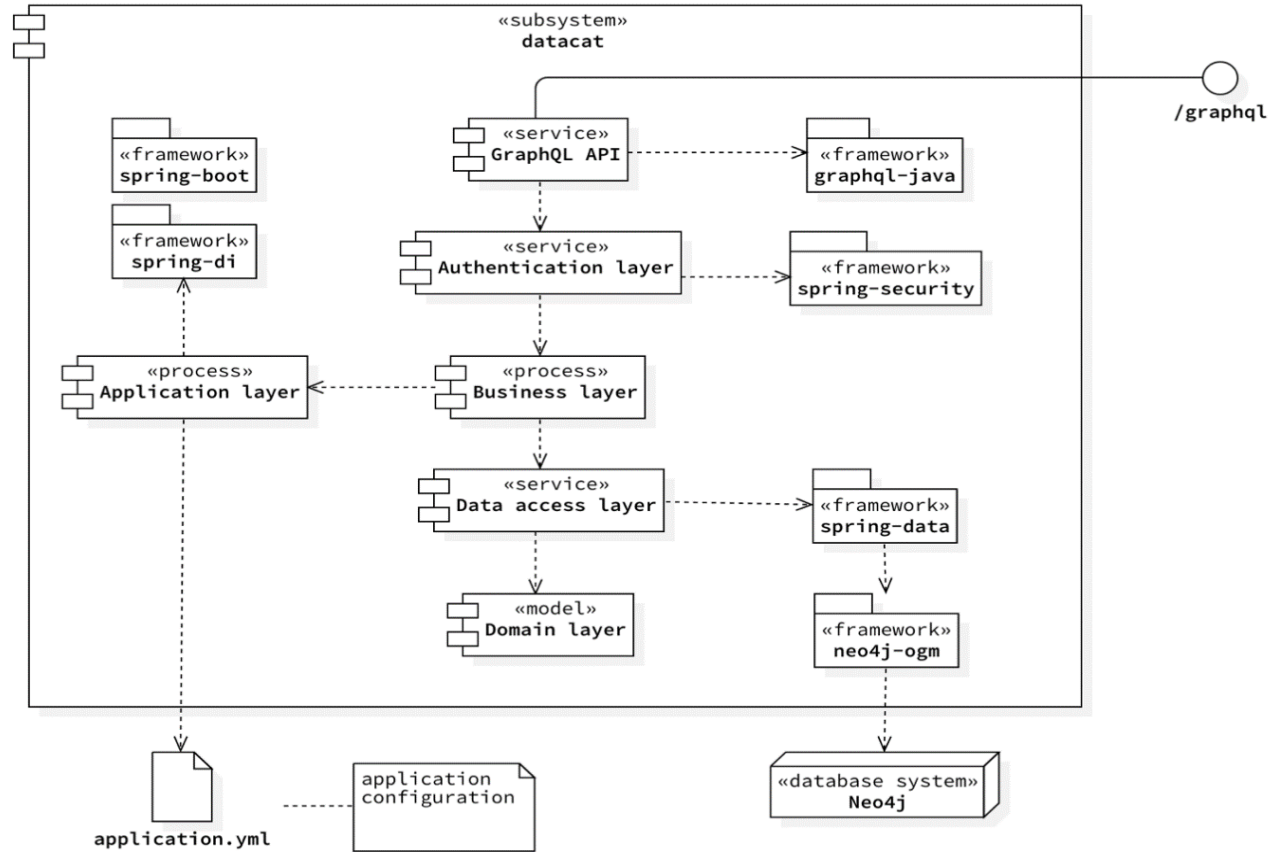 «subsystem»
datacat
/graphql
«service»
GraphQL API
«framework»
spring-boot
«framework»
graphql-java
«framework»
spring-di
«service»
Authentication layer
«framework»
spring-security
«process»
Application layer
«process»
Business layer
«service»
Data access layer
«framework»
spring-data
«model»
Domain layer
«framework»
neo4j-ogm
application.yml
application
configuration
«database system»
Neo4j